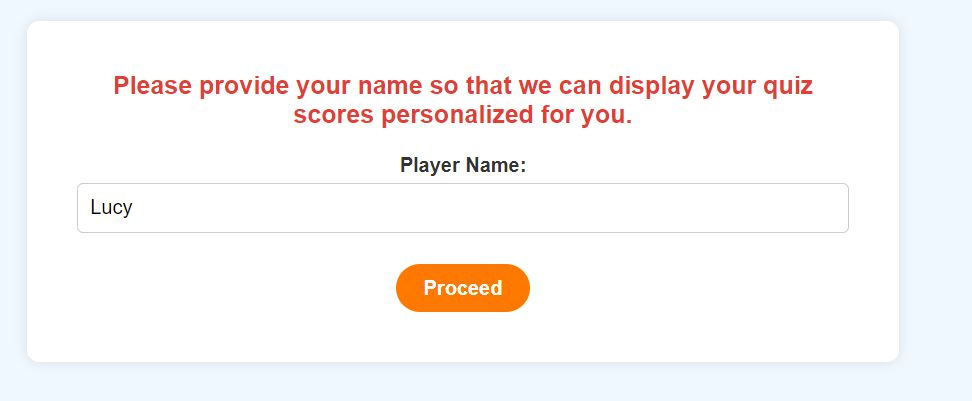 Please provide your name so that we can display your quiz
scores personalized for you.
Player Name:
Lucy
Proceed